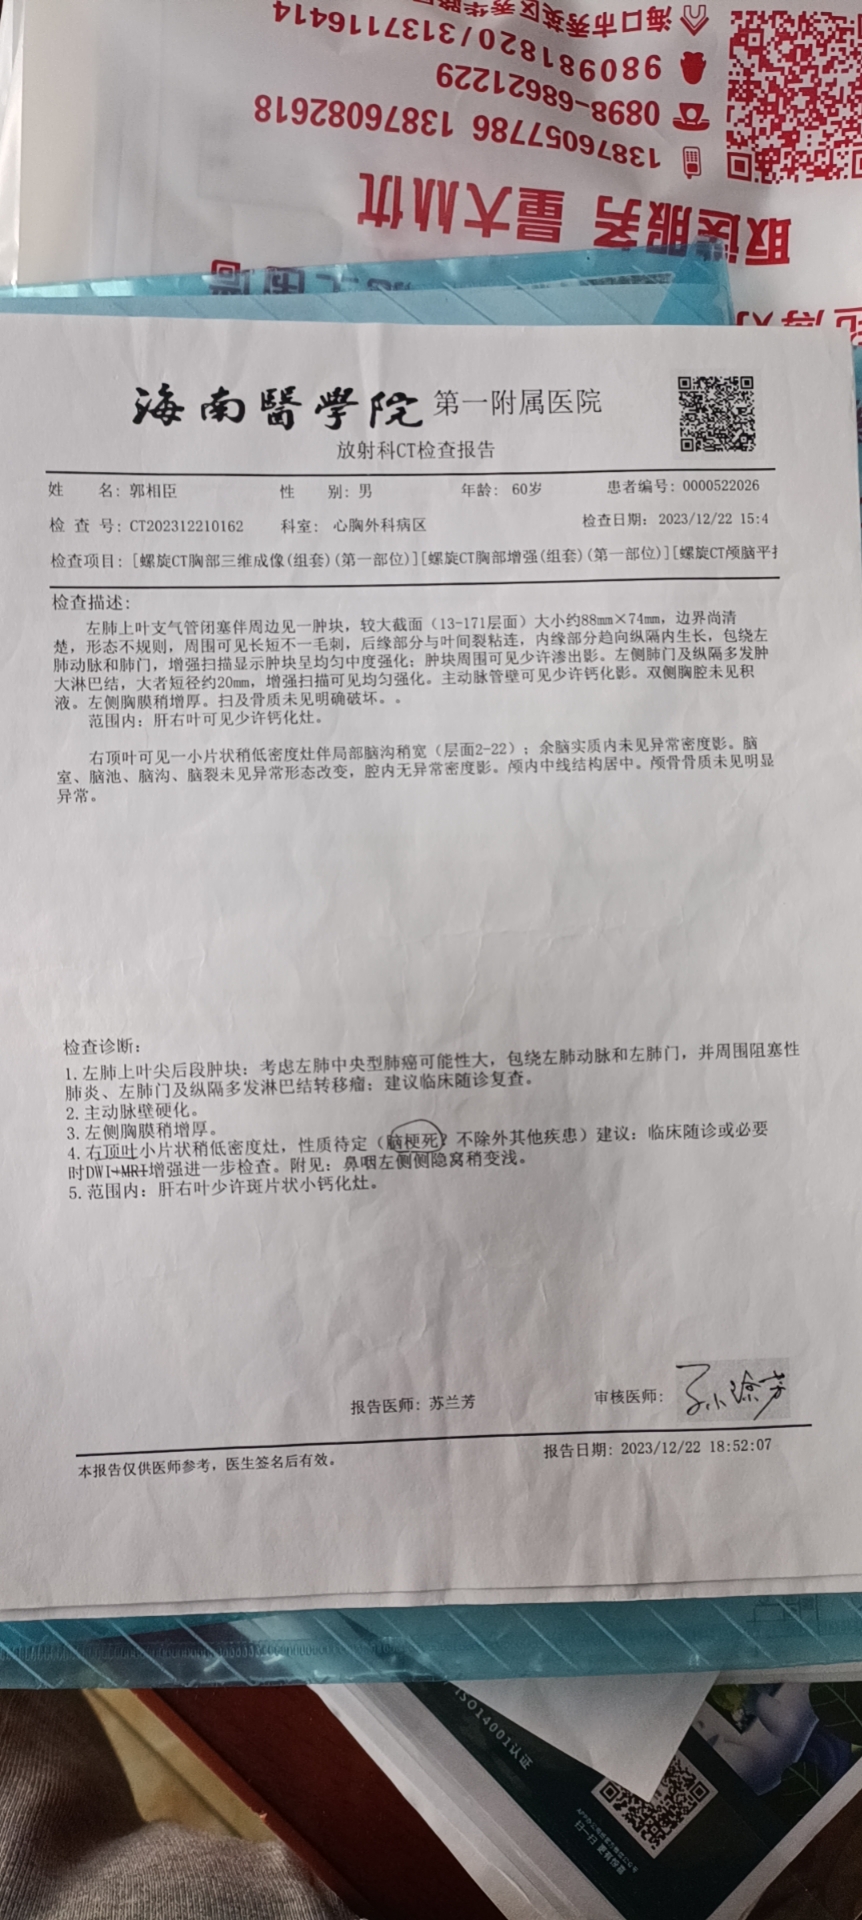 海口市秀英区秀华路
980981820/3137116414
0898-68621229
13876057786 13876082618
取送服务 量大从优
海南醫學院 第一附属医院
放射科CT检查报告
姓 名: 郭相臣 性 别: 男 年龄: 60岁 患者编号: 0000522026
检 查 号: CT202312210162 科室: 心胸外科病区 检查日期: 2023/12/22 15:4
检查项目: [螺旋CT胸部三维成像(组套)(第一部位)][螺旋CT胸部增强(组套)(第一部位)][螺旋CT颅脑平扫
检查描述:
左肺上叶支气管闭塞伴周边见一肿块, 较大截面 (13-171层面) 大小约88mm×74mm, 边界尚清
楚, 形态不规则, 周围可见长短不一毛刺, 后缘部分与叶间裂粘连, 内缘部分趋向纵隔内生长, 包绕左
肺动脉和肺门, 增强扫描显示肿块呈均匀中度强化; 肿块周围可见少许渗出影。左侧肺门及纵隔多发肿
大淋巴结, 大者短径约20mm, 增强扫描可见均匀强化。主动脉管壁可见少许钙化影。双侧胸腔未见积
液。左侧胸膜稍增厚。扫及骨质未见明确破坏。。
范围内: 肝右叶可见少许钙化灶。
右顶叶可见一小片状稍低密度灶伴局部脑沟稍宽 (层面2-22); 余脑实质内未见异常密度影。脑
室、脑池、脑沟、脑裂未见异常形态改变, 腔内无异常密度影。颅内中线结构居中。颅骨骨质未见明显
异常。
检查诊断:
1. 左肺上叶尖后段肿块: 考虑左肺中央型肺癌可能性大, 包绕左肺动脉和左肺门, 并周围阻塞性
肺炎、左肺门及纵隔多发淋巴结转移瘤; 建议临床随诊复查。
2. 主动脉壁硬化。
3. 左侧胸膜稍增厚。
4. 右顶叶小片状稍低密度灶, 性质待定 (脑梗死? 不除外其他疾患) 建议: 临床随诊或必要
时DWI+MRI增强进一步检查。附见: 鼻咽左侧侧隐窝稍变浅。
5. 范围内: 肝右叶少许斑片状小钙化灶。
报告医师: 苏兰芳 审核医师:
本报告仅供医师参考, 医生签名后有效。 报告日期: 2023/12/22 18:52:07
ISO14001认证
扫一扫 更有惊喜